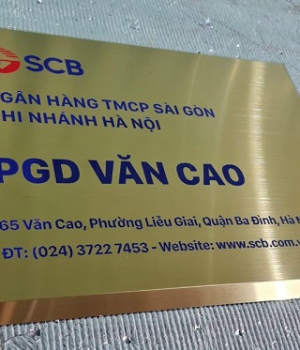 SCB
GÂN HÀNG TMCP SÀI GÒN
HI NHÁNH HÀ NỘI
PGD VĂN CAO
65 Văn Cao, Phường Liễu Giai, Quận Ba Đình, Hà N
ĐT: (024) 3722 7453 - Website: www.scb.com.v